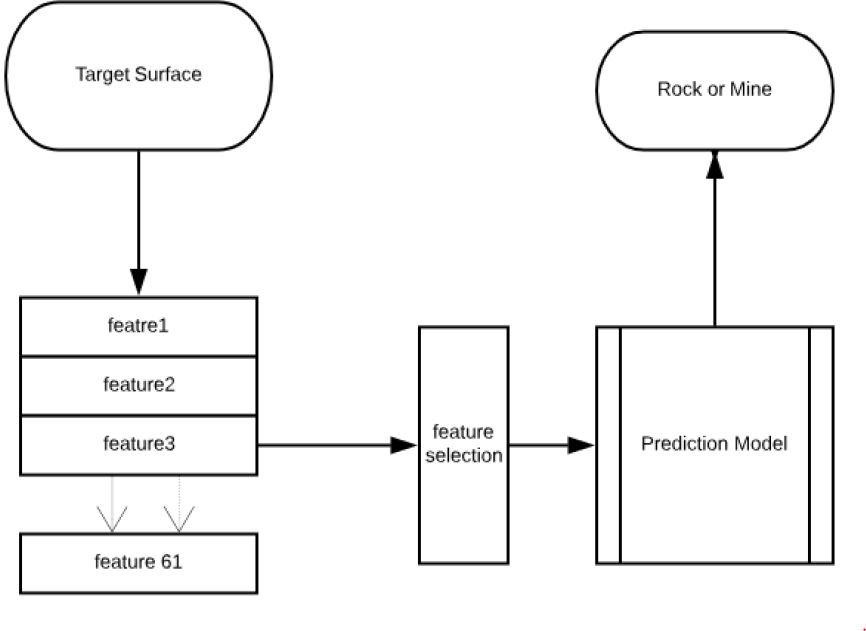 Target Surface
Rock or Mine
featre1
feature2
feature3
feature
selection
Prediction Model
feature 61